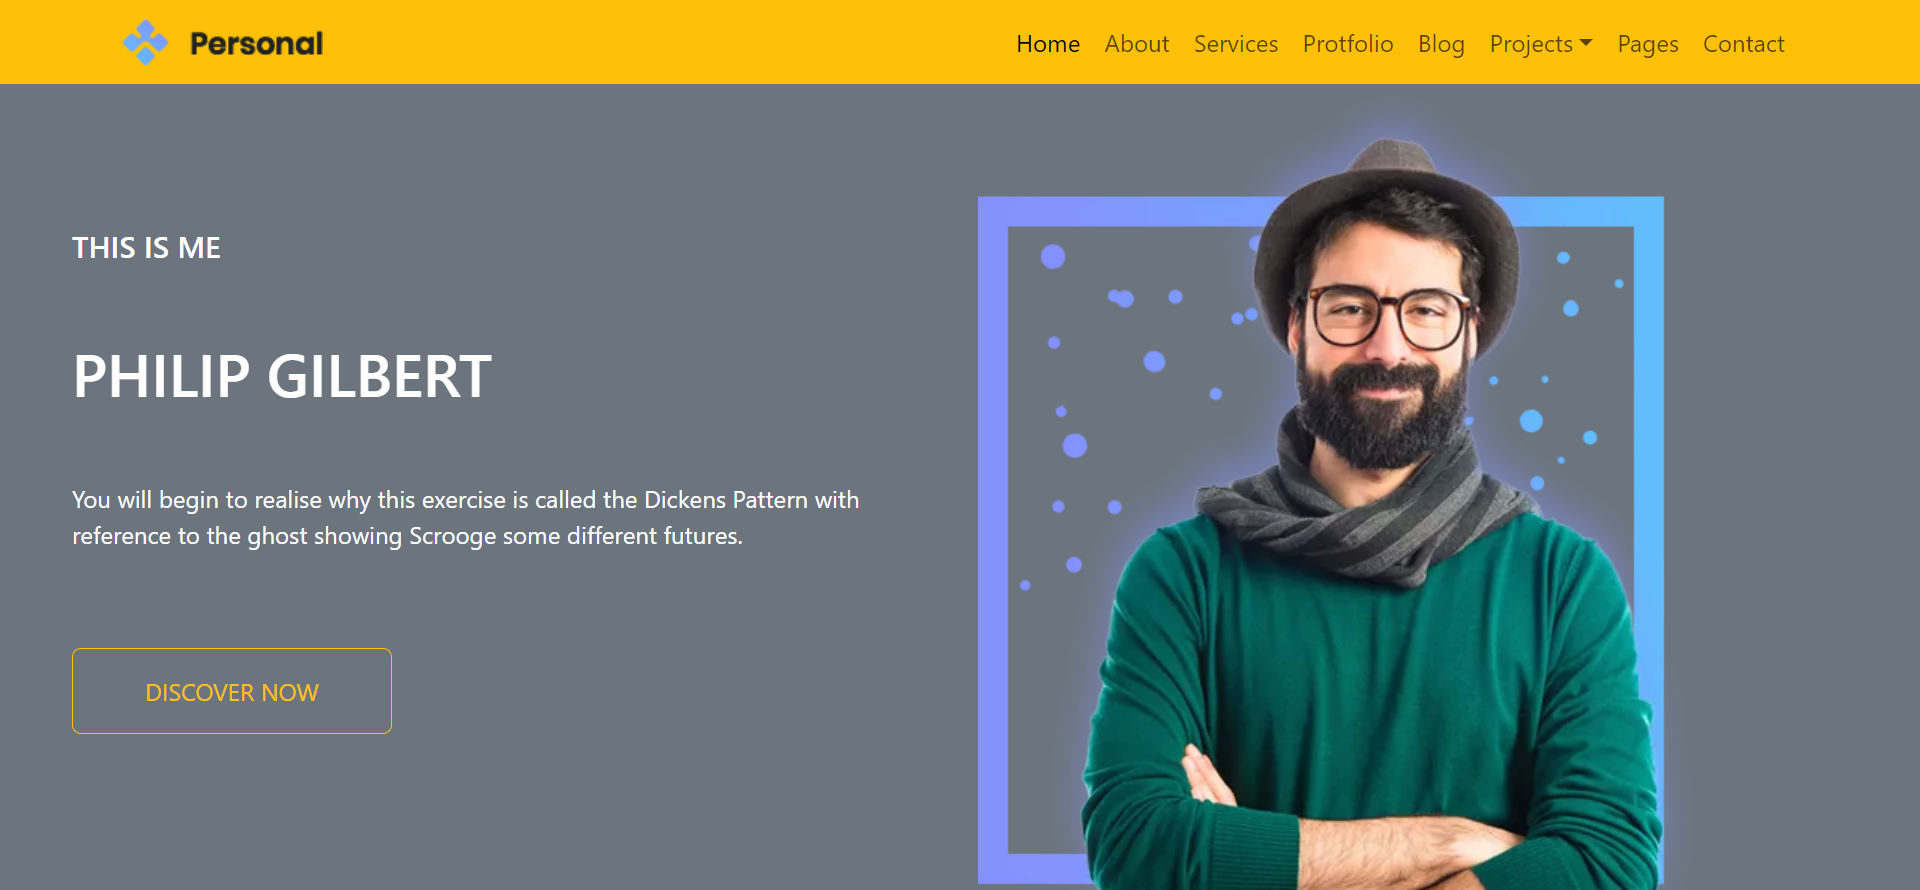 Personal
Home About Services Protfolio Blog Projects Pages Contact
THIS IS ME
PHILIP GILBERT
You will begin to realise why this exercise is called the Dickens Pattern with
reference to the ghost showing Scrooge some different futures.
DISCOVER NOW